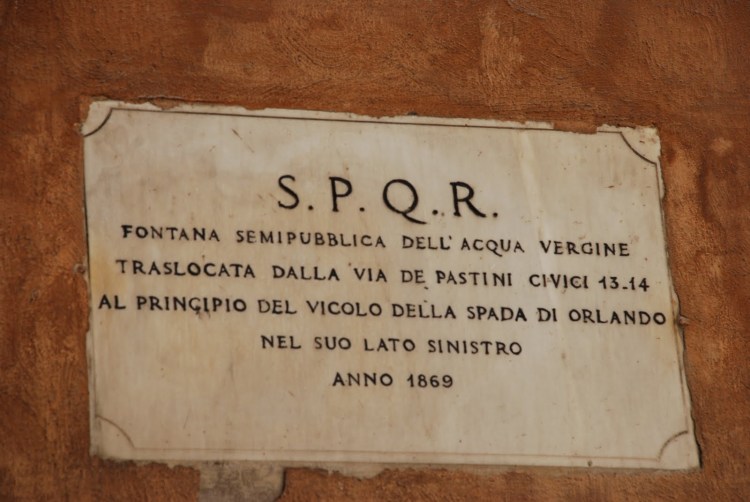 S.P.Q.R.
FONTANA SEMIPUBBLICA DELL'ACQUA VERGINE
TRASLOCATA DALLA VIA DE PASTINI CIVICI 13-14
AL PRINCIPIO DEL VICOLO DELLA SPADA DI ORLANDO
NEL SUO LATO SINISTRO
ANNO 1869